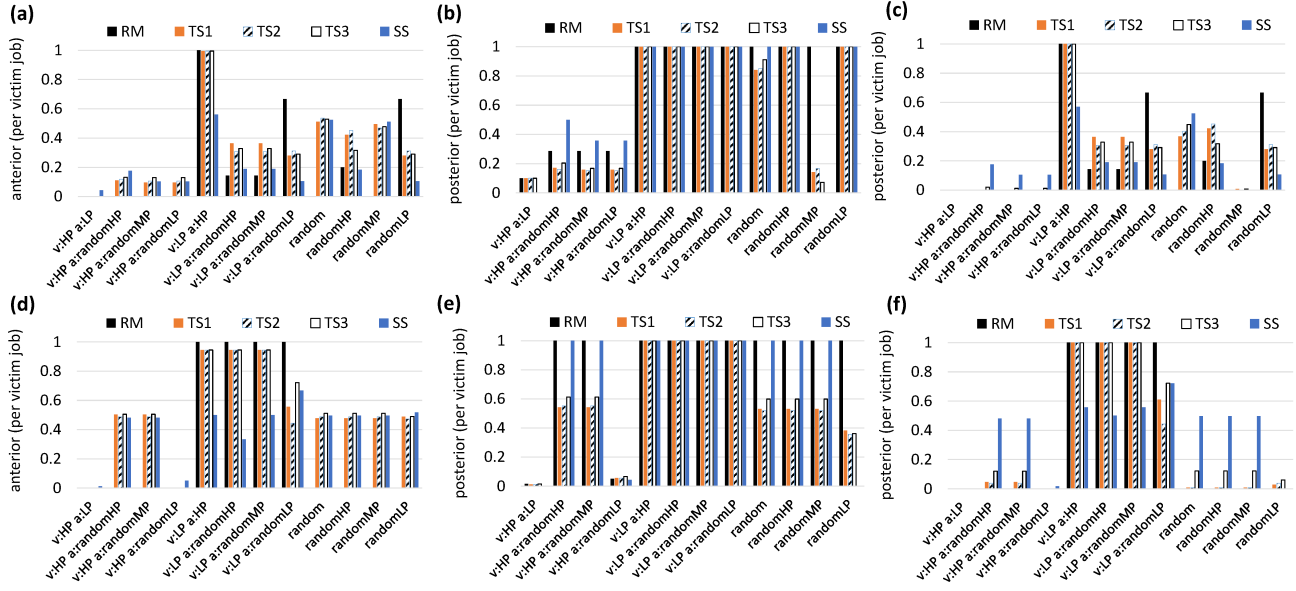 (a)
RM TS1 TS2 TS3 SS
anterior (per victim job)
1
0.8
0.6
0.4
0.2
0
v:HP a:LP
v:HP a:randomHP
v:HP a:randomMP
v:HP a:randomLP
v:LP a:HP
v:LP a:randomHP
v:LP a:randomMP
v:LP a:randomLP
random
randomHP
randomMP
randomLP
(b)
RM TS1 TS2 TS3 SS
posterior (per victim job)
1
0.8
0.6
0.4
0.2
0
v:HP a:LP
v:HP a:randomHP
v:HP a:randomMP
v:HP a:randomLP
v:LP a:HP
v:LP a:randomHP
v:LP a:randomMP
v:LP a:randomLP
random
randomHP
randomMP
randomLP
(c)
RM TS1 TS2 TS3 SS
posterior (per victim job)
1
0.8
0.6
0.4
0.2
0
v:HP a:LP
v:HP a:randomHP
v:HP a:randomMP
v:HP a:randomLP
v:LP a:HP
v:LP a:randomHP
v:LP a:randomMP
v:LP a:randomLP
random
randomHP
randomMP
randomLP
(d)
RM TS1 TS2 TS3 SS
anterior (per victim job)
1
0.8
0.6
0.4
0.2
0
v:HP a:LP
v:HP a:randomHP
v:HP a:randomMP
v:HP a:randomLP
v:LP a:HP
v:LP a:randomHP
v:LP a:randomMP
v:LP a:randomLP
random
randomHP
randomMP
randomLP
(e)
RM TS1 TS2 TS3 SS
posterior (per victim job)
1
0.8
0.6
0.4
0.2
0
v:HP a:LP
v:HP a:randomHP
v:HP a:randomMP
v:HP a:randomLP
v:LP a:HP
v:LP a:randomHP
v:LP a:randomMP
v:LP a:randomLP
random
randomHP
randomMP
randomLP
(f)
RM TS1 TS2 TS3 SS
posterior (per victim job)
1
0.8
0.6
0.4
0.2
0
v:HP a:LP
v:HP a:randomHP
v:HP a:randomMP
v:HP a:randomLP
v:LP a:HP
v:LP a:randomHP
v:LP a:randomMP
v:LP a:randomLP
random
randomHP
randomMP
randomLP